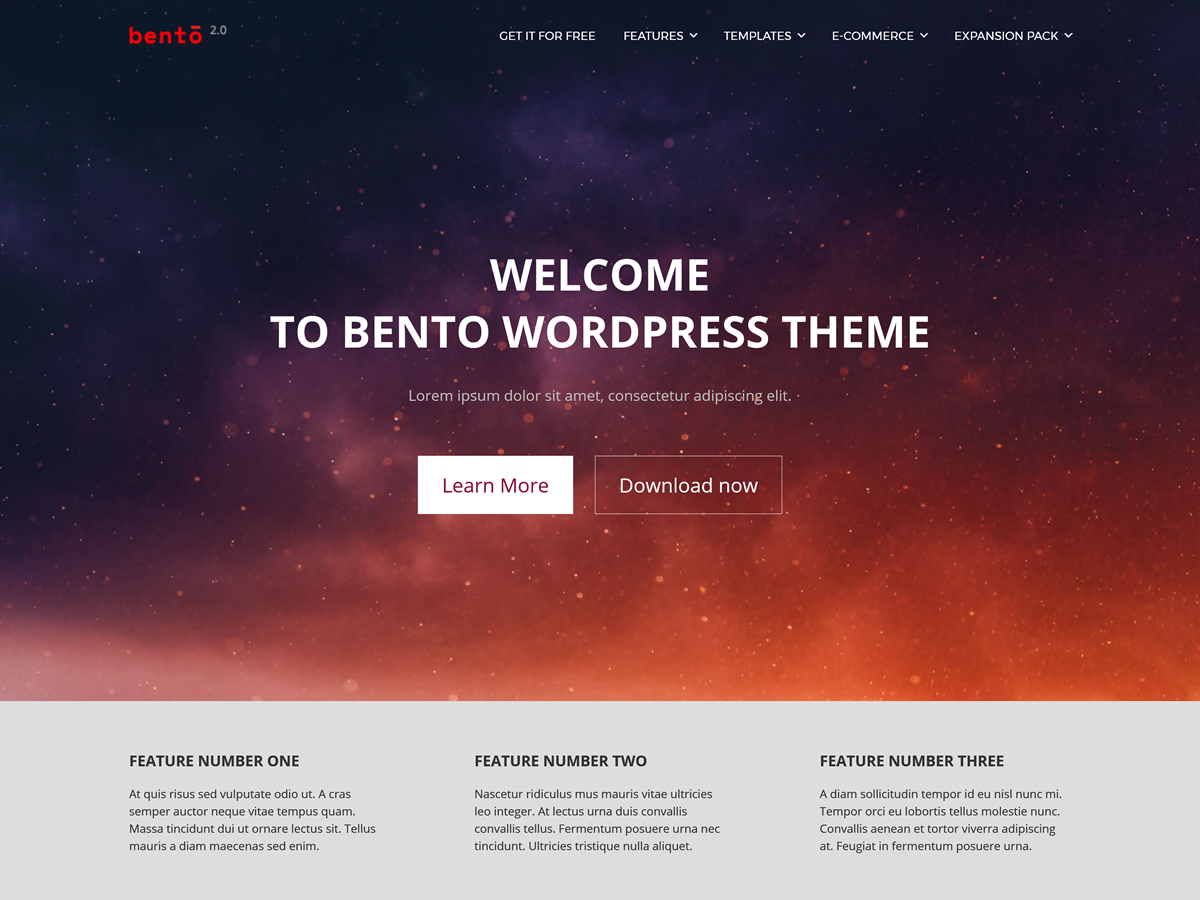 bentō 2.0
GET IT FOR FREE FEATURES TEMPLATES E-COMMERCE EXPANSION PACK
WELCOME
TO BENTO WORDPRESS THEME
Lorem ipsum dolor sit amet, consectetur adipiscing elit.
Learn More
Download now
FEATURE NUMBER ONE
At quis risus sed vulputate odio ut. A cras
semper auctor neque vitae tempus quam.
Massa tincidunt dui ut ornare lectus sit. Tellus
mauris a diam maecenas sed enim.
FEATURE NUMBER TWO
Nascetur ridiculus mus mauris vitae ultricies
leo integer. At lectus urna duis convallis
convallis tellus. Fermentum posuere urna nec
tincidunt. Ultricies tristique nulla aliquet.
FEATURE NUMBER THREE
A diam sollicitudin tempor id eu nisl nunc mi.
Tempor orci eu lobortis tellus molestie nunc.
Convallis aenean et tortor viverra adipiscing
at. Feugiat in fermentum posuere urna.